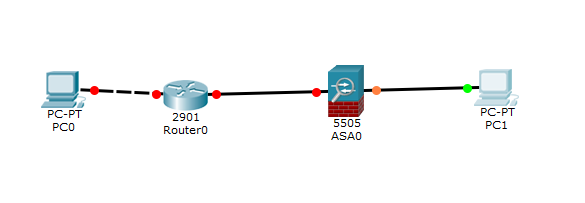 PC-PT
PC0
2901
Router0
5505
ASA0
PC-PT
PC1